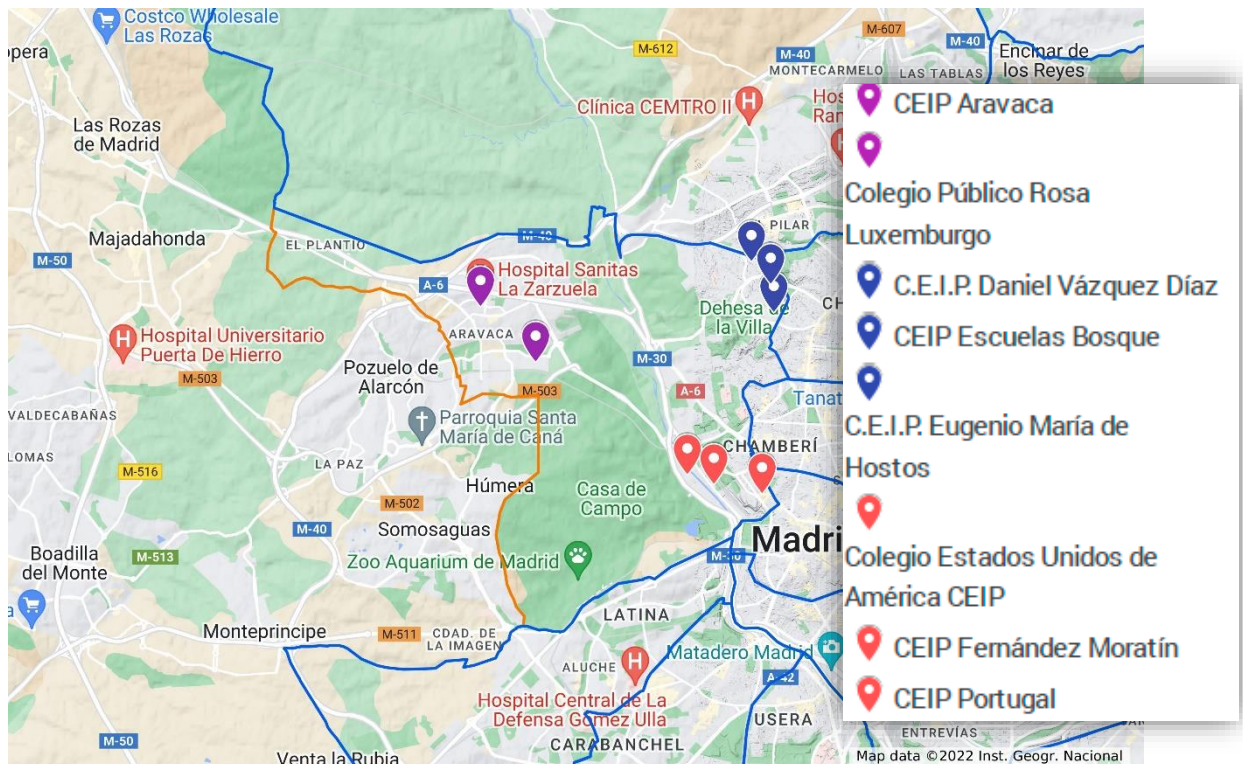 Costco Wholesale
Las Rozas
M-607
M-612
M-40
M-40
Encinar de
los Reyes
MONTECARMELO
LAS TABLAS
Clínica CEMTRO II
H
Las Rozas
de Madrid
Majadahonda
EL PLANTIO
M-40
PILAR
M-50
A-6
Hospital Sanitas
La Zarzuela
Dehesa de
la Villa
H
Hospital Universitario
Puerta De Hierro
ARAVACA
M-30
Pozuelo de
Alarcón
M-503
M-503
A-6
VALDECABAÑAS
Parroquia Santa
María de Caná
CHAMBERÍ
LOMAS
M-516
LA PAZ
Húmera
Casa de
Campo
M-502
M-40
Somosaguas
Boadilla
del Monte
M-513
Zoo Aquarium de Madrid
LATINA
Monteprincipe
M-511
CDAD. DE
LA IMAGEN
ALUCHE
H
Matadero Madrid
A-42
Hospital Central de La
Defensa Gómez Ulla
USERA
M-50
CARABANCHEL
ENTREVÍAS
Venta la Rubia
Map data ©2022 Inst. Geogr. Nacional
CEIP Aravaca
Colegio Público Rosa
Luxemburgo
C.E.I.P. Daniel Vázquez Díaz
CEIP Escuelas Bosque
C.E.I.P. Eugenio María de
Hostos
Colegio Estados Unidos de
América CEIP
CEIP Fernández Moratín
CEIP Portugal